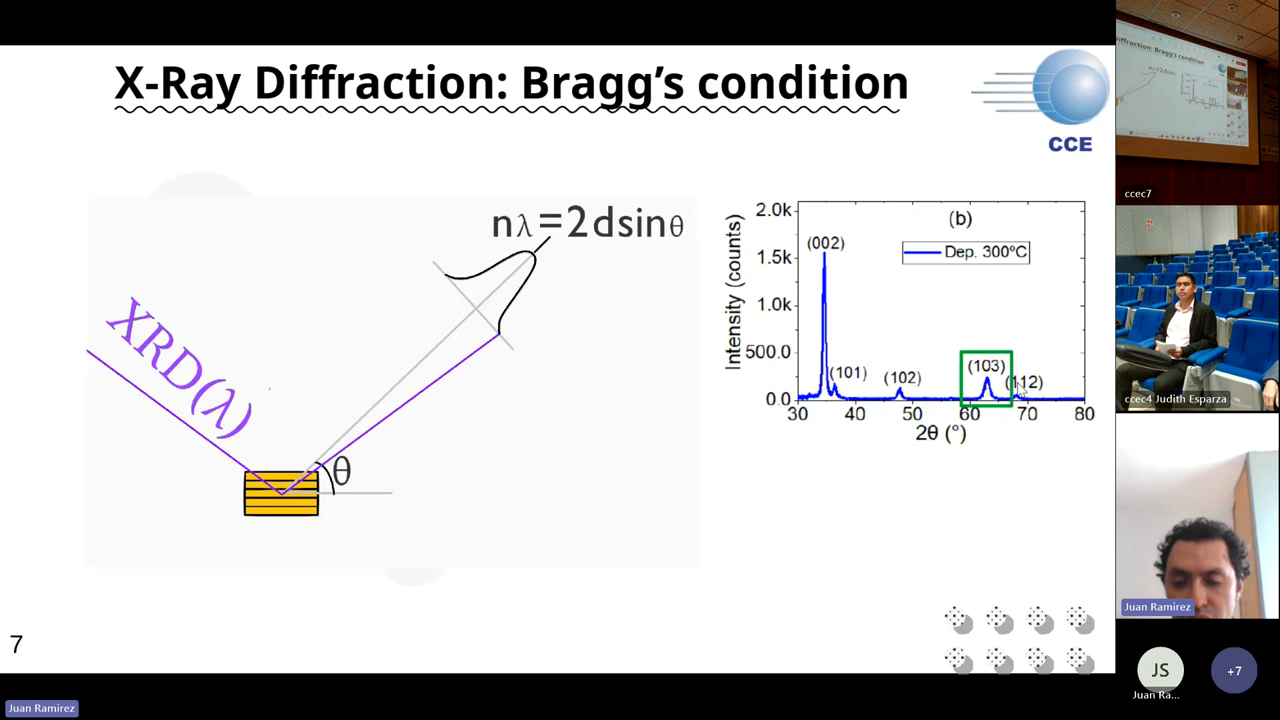 X-Ray Diffraction: Bragg's condition
CCE
nλ=2dsinθ
XRD(λ)
θ
(b)
Dep. 300ºC
2.0k
1.5k
1.0k
500.0
0.0
Intensity (counts)
(002)
(101)
(102)
(103)
(112)
30 40 50 60 70 80
2θ (°)
7
Juan Ramirez
ccec7
ccec4 Judith Esparza
Juan Ramirez
JS
Juan Ra...
+7